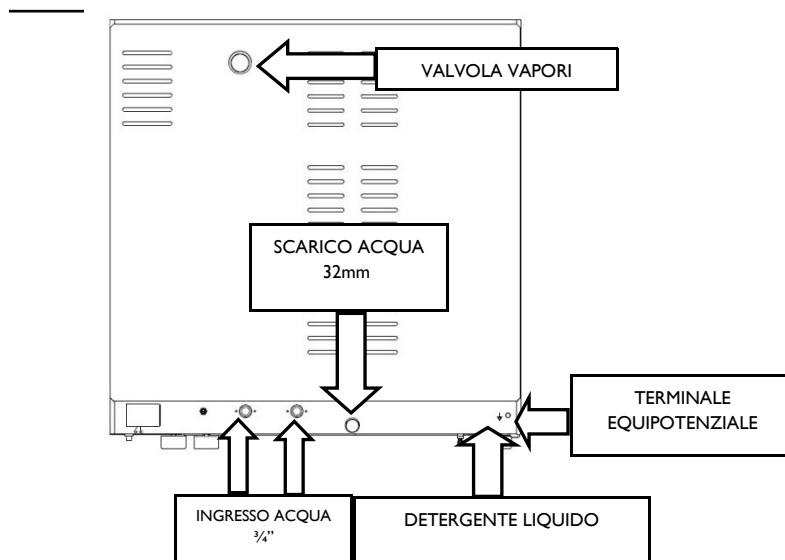 VALVOLA VAPORI
SCARICO ACQUA
32mm
TERMINALE
EQUIPOTENZIALE
INGRESSO ACQUA
¾”
DETERGENTE LIQUIDO